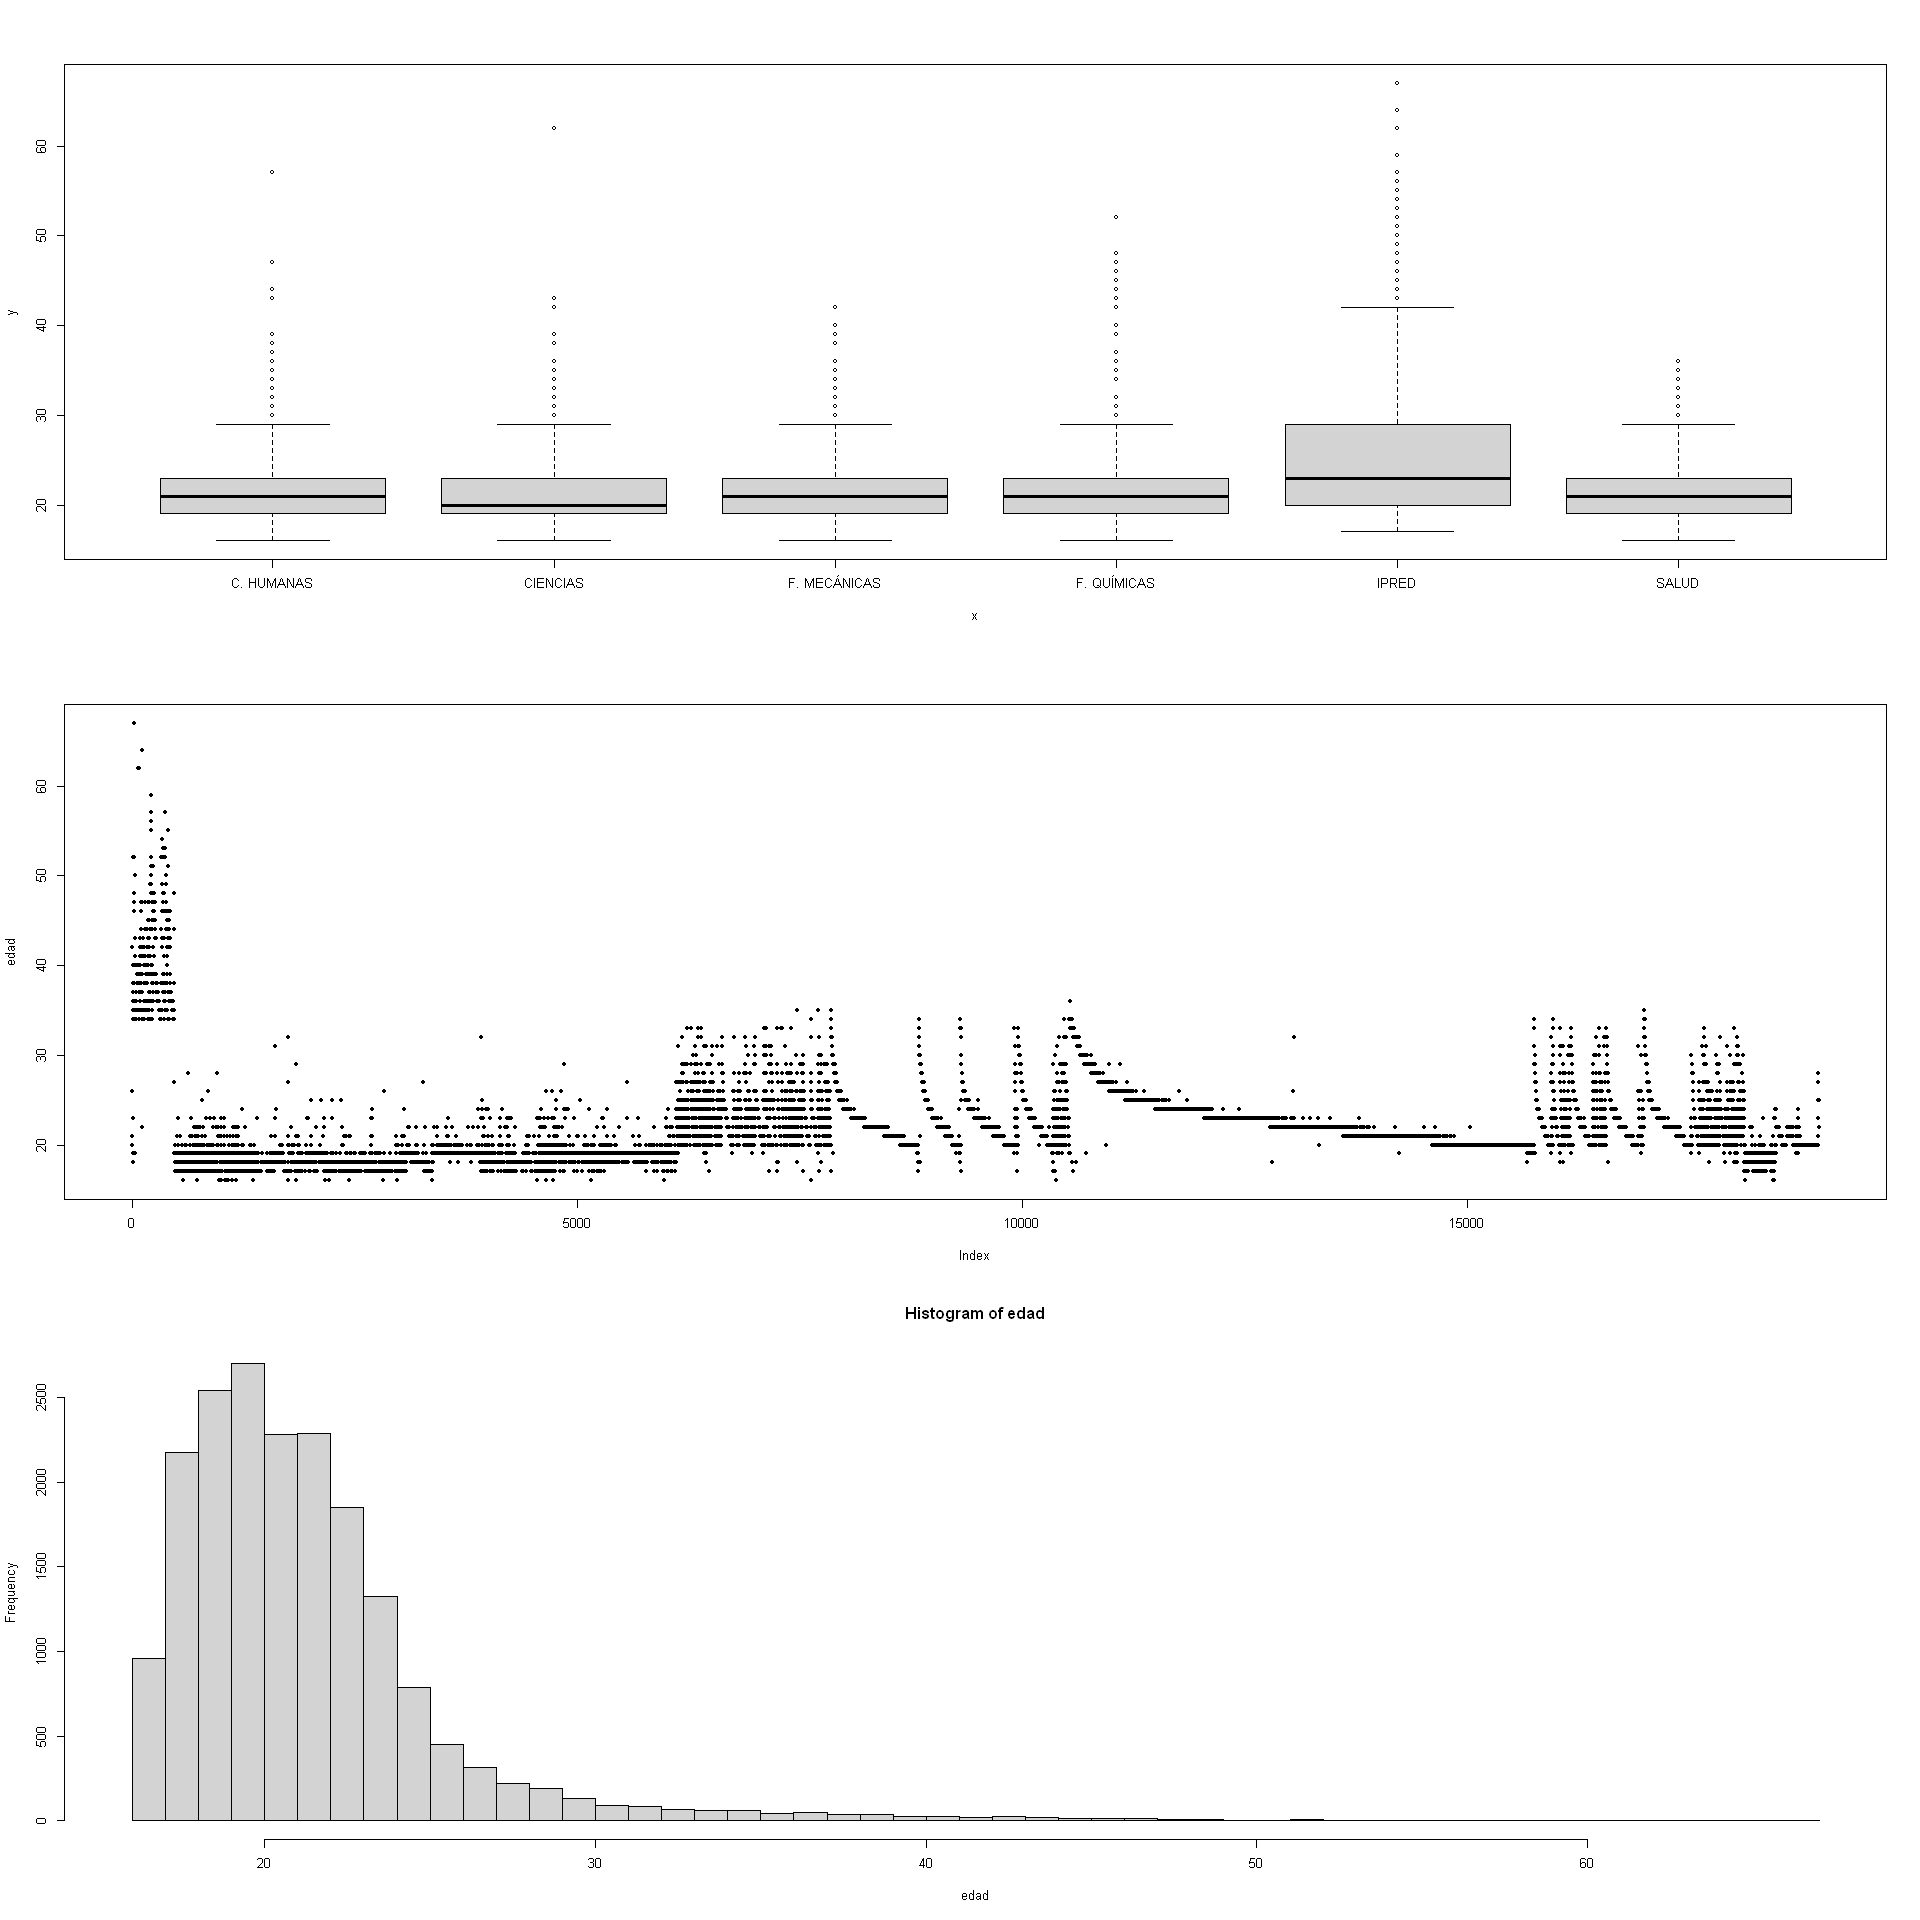 60
50
40
30
20
y
C. HUMANAS CIENCIAS F. MECÁNICAS F. QUÍMICAS IPRED SALUD
x
60
50
40
30
20
edad
0 5000 10000 15000
Index
Histogram of edad
2500
2000
1500
1000
500
0
Frequency
20 30 40 50 60
edad